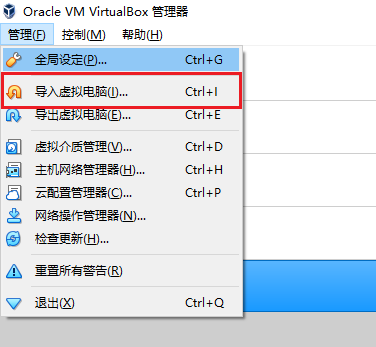 Oracle VM VirtualBox 管理器
管理(F) 控制(M) 帮助(H)
全局设定(P)... Ctrl+G
导入虚拟电脑(I)... Ctrl+I
导出虚拟电脑(E)... Ctrl+E
虚拟介质管理(V)... Ctrl+D
主机网络管理器(H)... Ctrl+H
云配置管理器(C)... Ctrl+P
网络操作管理器(N)...
检查更新(H)...
重置所有警告(R)
退出(X) Ctrl+Q